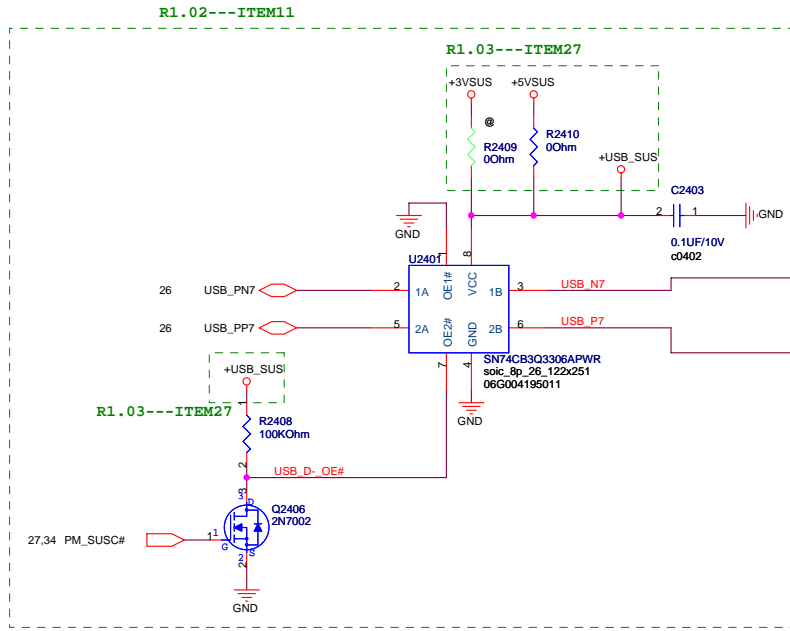 R1.02---ITEM11
R1.03---ITEM27
+3VSUS
+5VSUS
@
R2409
0Ohm
R2410
0Ohm
+USB_SUS
C2403
2
1
GND
0.1UF/10V
c0402
GND
U2401
1
8
OE1#
VCC
26
USB_PN7
2
1A
1B
3
USB_N7
26
USB_PP7
5
2A
2B
6
USB_P7
OE2#
GND
7
4
SN74CB3Q3306APWR
soic_8p_26_122x251
06G004195011
GND
+USB_SUS
R1.03---ITEM27
1
R2408
100KOhm
2
USB_D-_OE#
3
3
D
Q2406
2N7002
27,34
PM_SUSC#
1
1
G
S
2
2
GND